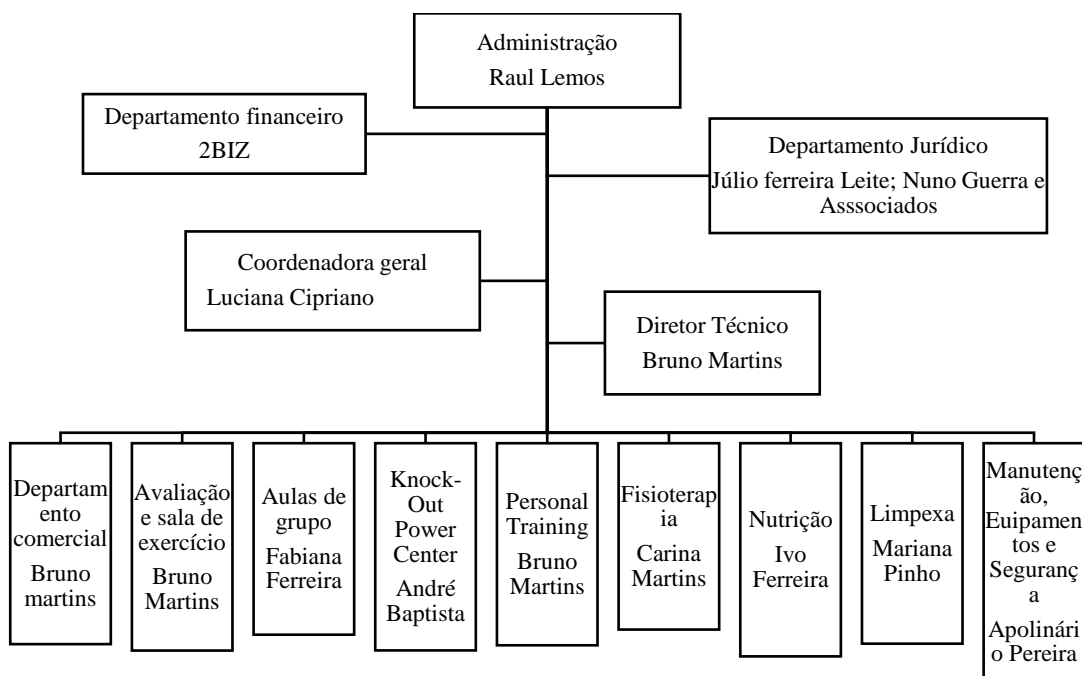 Administração
Raul Lemos
Departamento financeiro
2BIZ
Departamento Jurídico
Júlio ferreira Leite; Nuno Guerra e
Asssociados
Coordenadora geral
Luciana Cipriano
Diretor Técnico
Bruno Martins
Departam
ento
comercial
Bruno
martins
Avaliação
e sala de
exercício
Bruno
Martins
Aulas de
grupo
Fabiana
Ferreira
Knock-
Out
Power
Center
André
Baptista
Personal
Training
Bruno
Martins
Fisioterap
ia
Carina
Martins
Nutrição
Ivo
Ferreira
Limpexa
Mariana
Pinho
Manutenç
ão,
Euipamen
tos e
Seguranç
a
Apolinári
o Pereira